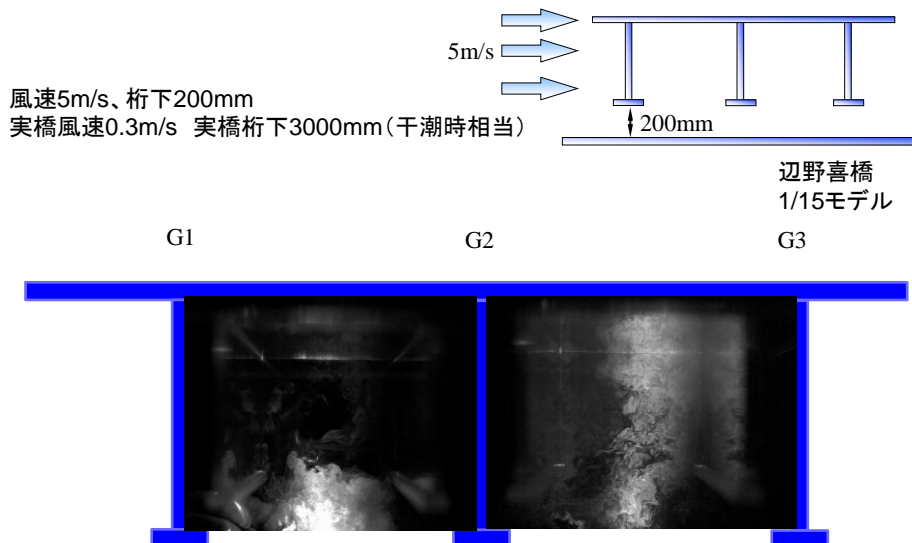 5m/s
風速5m/s、桁下200mm
実橋風速0.3m/s 実橋桁下3000mm(干潮時相当)
200mm
辺野喜橋
1/15モデル
G1 G2 G3